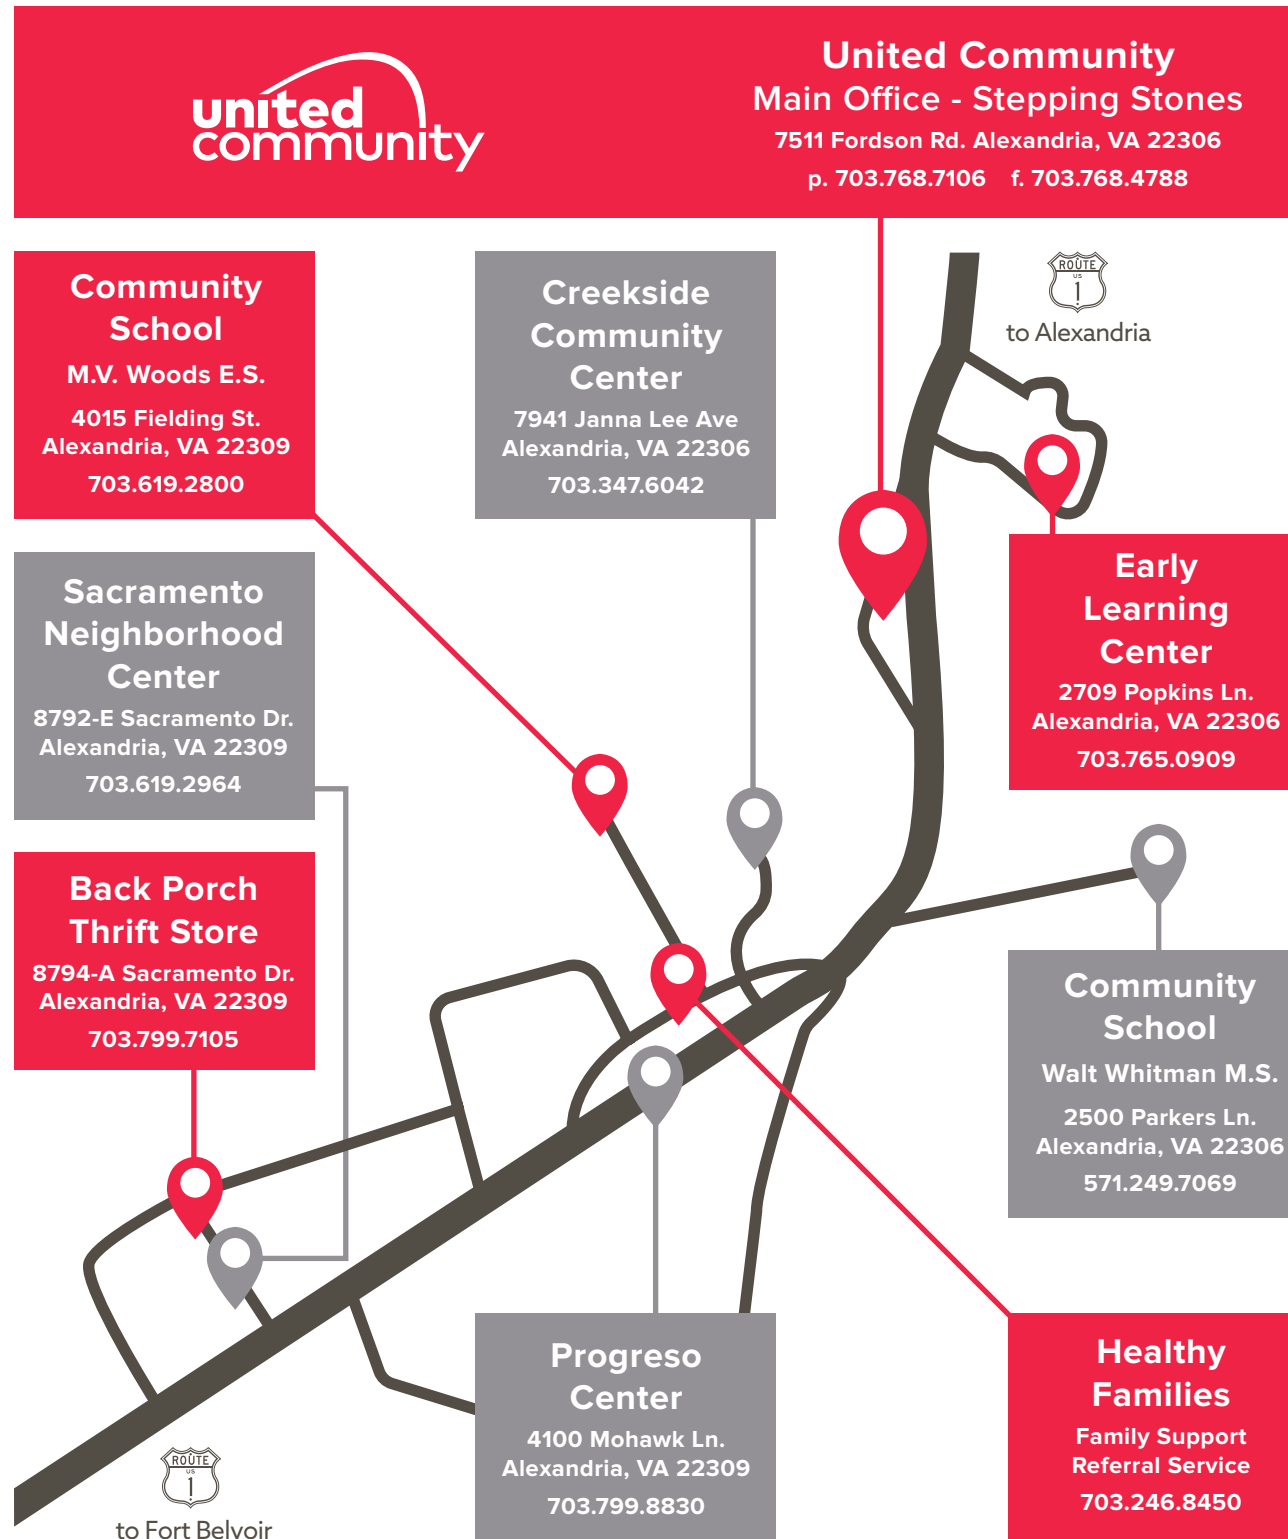 united
community
United Community
Main Office - Stepping Stones
7511 Fordson Rd. Alexandria, VA 22306
p. 703.768.7106 f. 703.768.4788
Community
School
M.V. Woods E.S.
4015 Fielding St.
Alexandria, VA 22309
703.619.2800
Creekside
Community
Center
7941 Janna Lee Ave
Alexandria, VA 22306
703.347.6042
ROUTE
US
1
to Alexandria
Sacramento
Neighborhood
Center
8792-E Sacramento Dr.
Alexandria, VA 22309
703.619.2964
Early
Learning
Center
2709 Popkins Ln.
Alexandria, VA 22306
703.765.0909
Back Porch
Thrift Store
8794-A Sacramento Dr.
Alexandria, VA 22309
703.799.7105
Community
School
Walt Whitman M.S.
2500 Parkers Ln.
Alexandria, VA 22306
571.249.7069
Progreso
Center
4100 Mohawk Ln.
Alexandria, VA 22309
703.799.8830
Healthy
Families
Family Support
Referral Service
703.246.8450
ROUTE
US
1
to Fort Belvoir